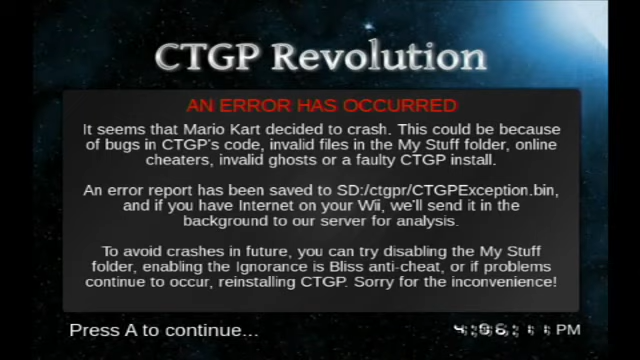 CTGP Revolution
AN ERROR HAS OCCURRED
It seems that Mario Kart decided to crash. This could be because
of bugs in CTGP's code, invalid files in the My Stuff folder, online
cheaters, invalid ghosts or a faulty CTGP install.
An error report has been saved to SD:/ctgpr/CTGPException.bin,
and if you have Internet on your Wii, we'll send it in the
background to our server for analysis.
To avoid crashes in future, you can try disabling the My Stuff
folder, enabling the Ignorance is Bliss anti-cheat, or if problems
continue to occur, reinstalling CTGP. Sorry for the inconvenience!
Press A to continue...
PM